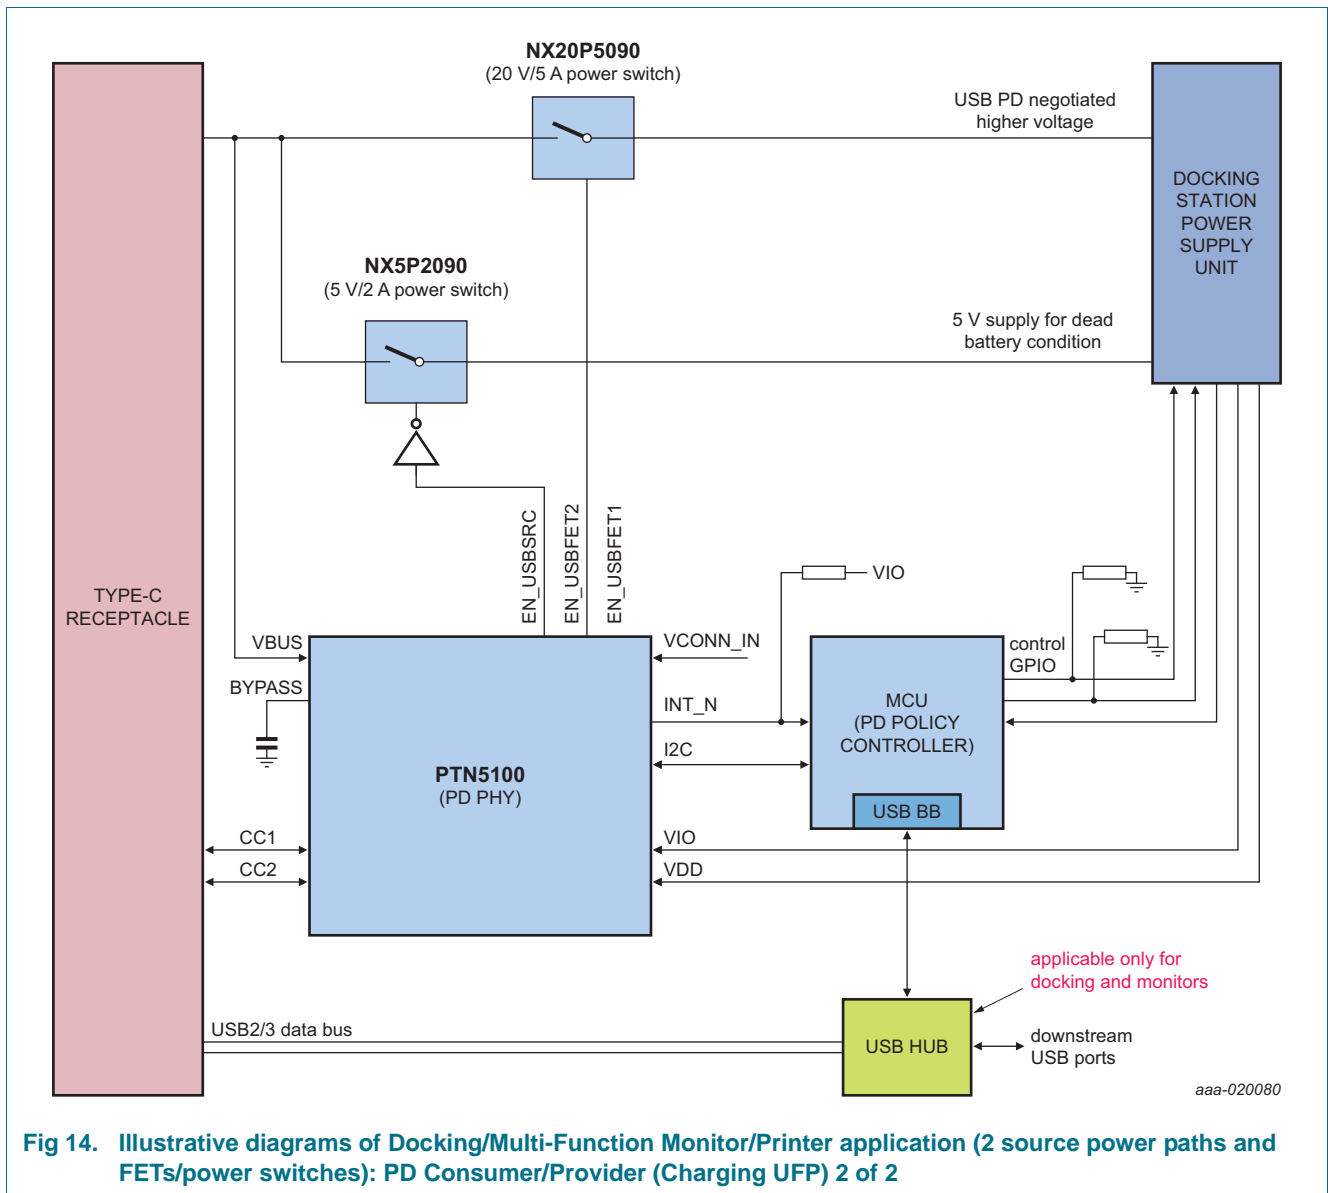 NX20P5090
(20 V/5 A power switch)
USB PD negotiated
higher voltage
DOCKING
STATION
POWER
SUPPLY
UNIT
NX5P2090
(5 V/2 A power switch)
5 V supply for dead
battery condition
EN_USBSRC
EN_USBFET2
EN_USBFET1
VIO
TYPE-C
RECEPTACLE
VBUS
BYPASS
VCONN_IN
INT_N
I2C
control
GPIO
MCU
(PD POLICY
CONTROLLER)
USB BB
PTN5100
(PD PHY)
CC1
CC2
VIO
VDD
applicable only for
docking and monitors
USB2/3 data bus
USB HUB
downstream
USB ports
aaa-020080
Fig 14. Illustrative diagrams of Docking/Multi-Function Monitor/Printer application (2 source power paths and
FETs/power switches): PD Consumer/Provider (Charging UFP) 2 of 2